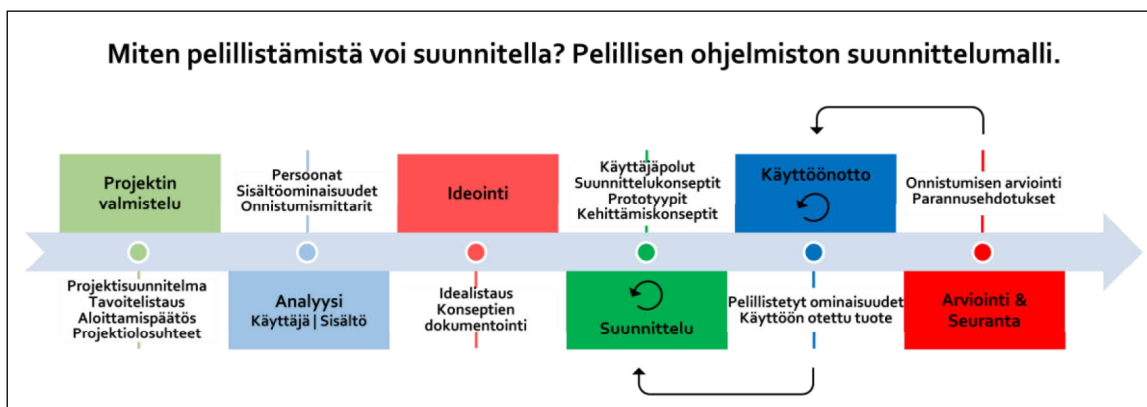 Miten pelillistämistä voi suunnitella? Pelillisen ohjelmiston suunnittelumalli.
Projektin
valmistelu
Projektisuunnitelma
Tavoitelistaus
Aloittamispäätös
Projektiolosuhteet
Persoonat
Sisältöominaisuudet
Onnistumismittarit
Analyysi
Käyttäjä | Sisältö
Ideointi
Idealistaus
Konseptien
dokumentointi
Käyttäjäpolut
Suunnittelukonseptit
Prototyypit
Kehittämiskonseptit
Suunnittelu
Käyttöönotto
Pelillistetyt ominaisuudet
Käyttöön otettu tuote
Onnistumisen arviointi
Parannusehdotukset
Arviointi &
Seuranta